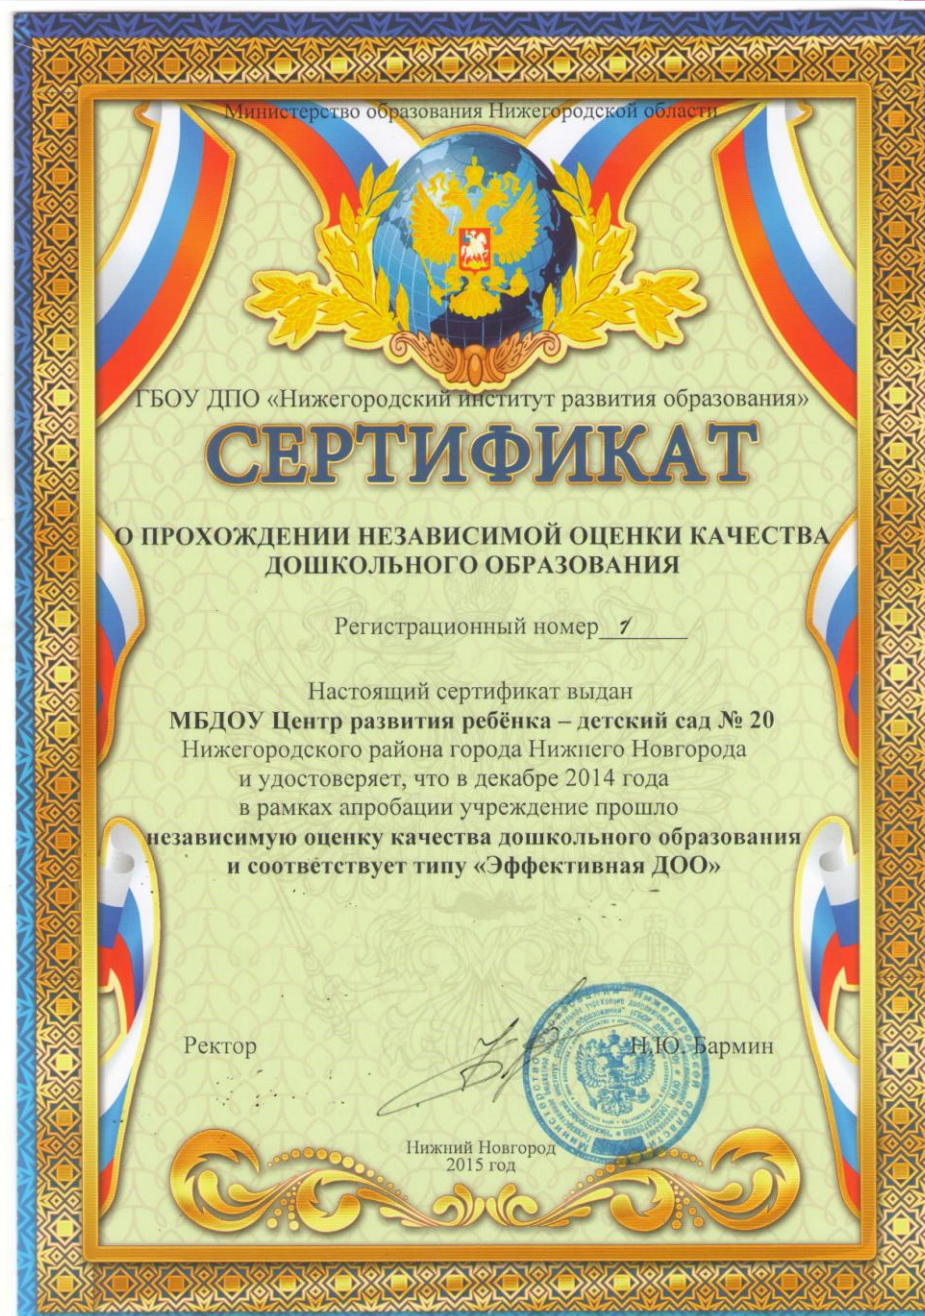 Министерство образования Нижегородской области
ГБОУ ДПО «Нижегородский институт развития образования»
СЕРТИФИКАТ
О ПРОХОЖДЕНИИ НЕЗАВИСИМОЙ ОЦЕНКИ КАЧЕСТВА
ДОШКОЛЬНОГО ОБРАЗОВАНИЯ
Регистрационный номер
Настоящий сертификат выдан
МБДОУ Центр развития ребёнка – детский сад № 20
Нижегородского района города Нижнего Новгорода
и удостоверяет, что в декабре 2014 года
в рамках апробации учреждение прошло
независимую оценку качества дошкольного образования
и соответствует типу «Эффективная ДОО»
Ректор
Н.Ю. Бармин
Нижний Новгород
2015 год